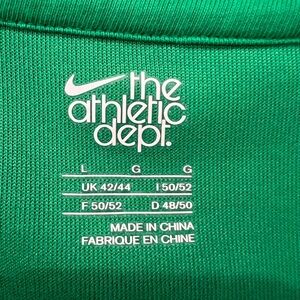 the
athletic
dept.
L G G
UK 42/44 I 50/52
F 50/52 D 48/50
MADE IN CHINA
FABRIQUE EN CHINE